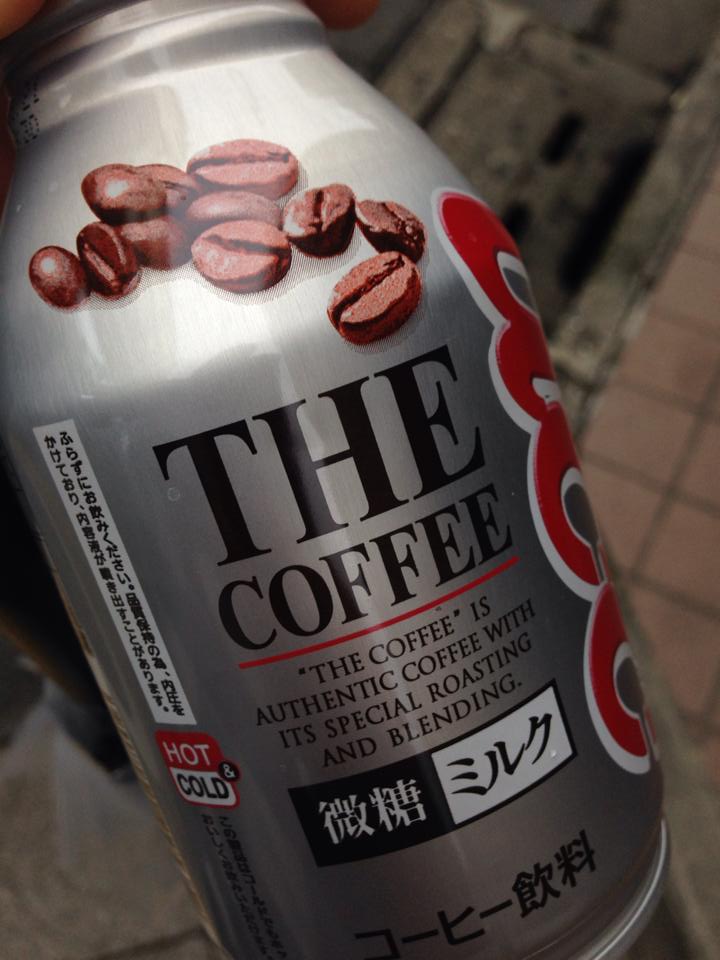 THE
COFFEE
"THE COFFEE" IS
AUTHENTIC COFFEE WITH
ITS SPECIAL ROASTING
AND BLENDING.
微糖 ミルク
コーヒー飲料
ふらずにお飲みください。品質保持の為、内圧を
かけており、内容液が噴き出すことがあります。
HOT
&
COLD